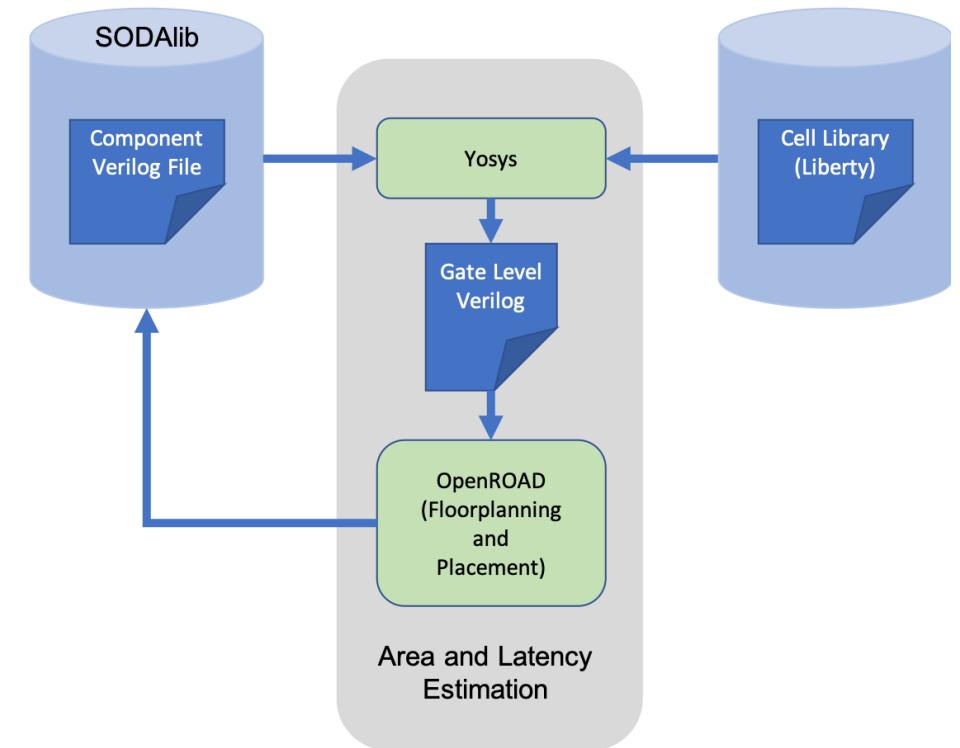 SODAlib
Component
Verilog File
Yosys
Cell Library
(Liberty)
Gate Level
Verilog
OpenROAD
(Floorplanning
and
Placement)
Area and Latency
Estimation